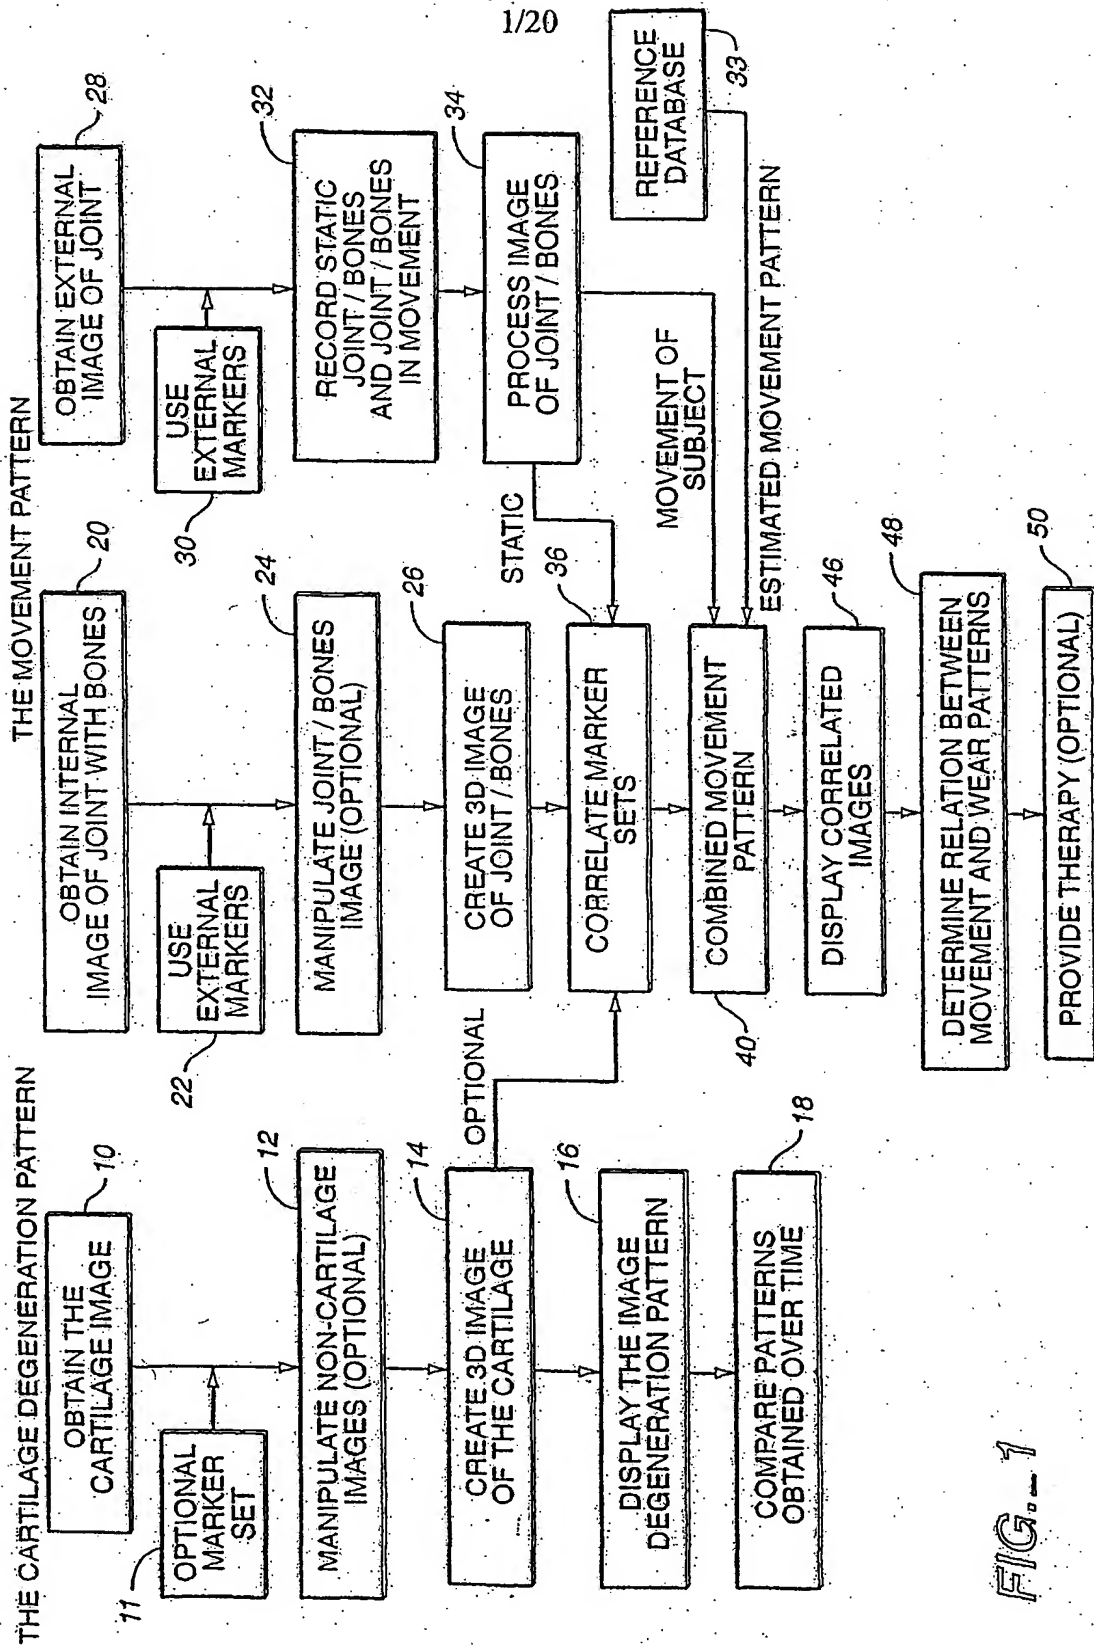 1/20
THE CARTILAGE DEGENERATION PATTERN
10
OBTAIN THE
CARTILAGE IMAGE
11
OPTIONAL
MARKER
SET
12
MANIPULATE NON-CARTILAGE
IMAGES (OPTIONAL)
14
CREATE 3D IMAGE
OF THE CARTILAGE
OPTIONAL
16
DISPLAY THE IMAGE
DEGENERATION PATTERN
18
COMPARE PATTERNS
OBTAINED OVER TIME
THE MOVEMENT PATTERN
20
OBTAIN INTERNAL
IMAGE OF JOINT WITH BONES
22
USE
EXTERNAL
MARKERS
24
MANIPULATE JOINT / BONES
IMAGE (OPTIONAL)
26
CREATE 3D IMAGE
OF JOINT / BONES
STATIC
36
CORRELATE MARKER
SETS
40
COMBINED MOVEMENT
PATTERN
46
DISPLAY CORRELATED
IMAGES
48
DETERMINE RELATION BETWEEN
MOVEMENT AND WEAR PATTERNS
50
PROVIDE THERAPY (OPTIONAL)
28
OBTAIN EXTERNAL
IMAGE OF JOINT
30
USE
EXTERNAL
MARKERS
32
RECORD STATIC
JOINT / BONES
AND JOINT / BONES
IN MOVEMENT
34
PROCESS IMAGE
OF JOINT / BONES
MOVEMENT OF
SUBJECT
33
REFERENCE
DATABASE
ESTIMATED MOVEMENT PATTERN
FIG._1